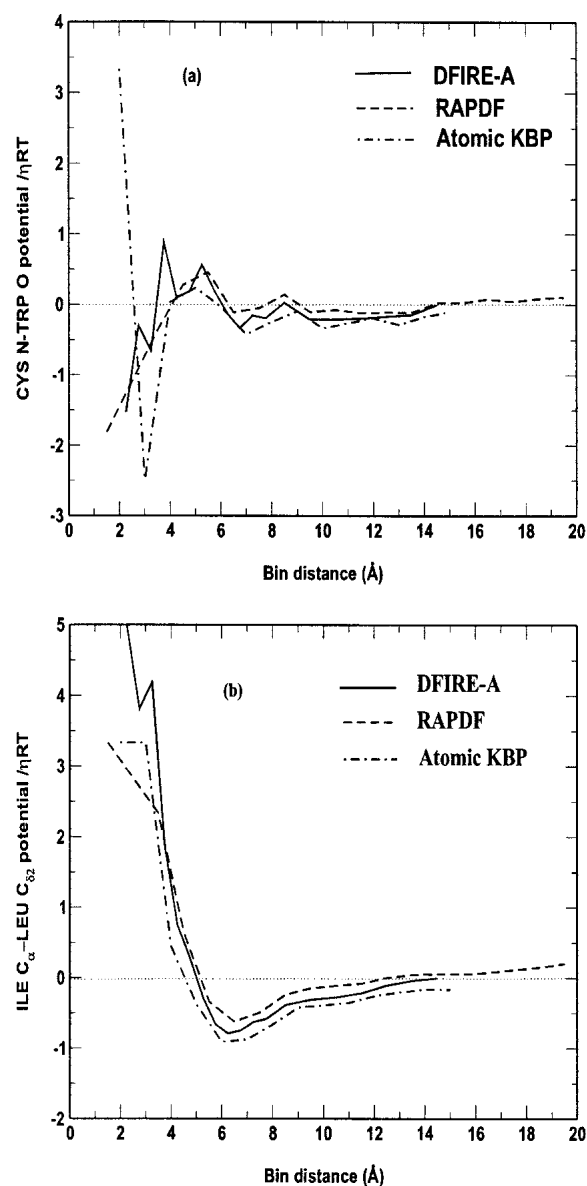 4
3
2
1
0
-1
-2
-3
(a)
DFIRE-A
RAPDF
Atomic KBP
CYS N-TRP O potential /ηRT
0 2 4 6 8 10 12 14 16 18 20
Bin distance (Å)
5
4
3
2
1
0
-1
-2
(b)
DFIRE-A
RAPDF
Atomic KBP
ILE Cα–LEU Cδ2 potential /ηRT
0 2 4 6 8 10 12 14 16 18 20
Bin distance (Å)